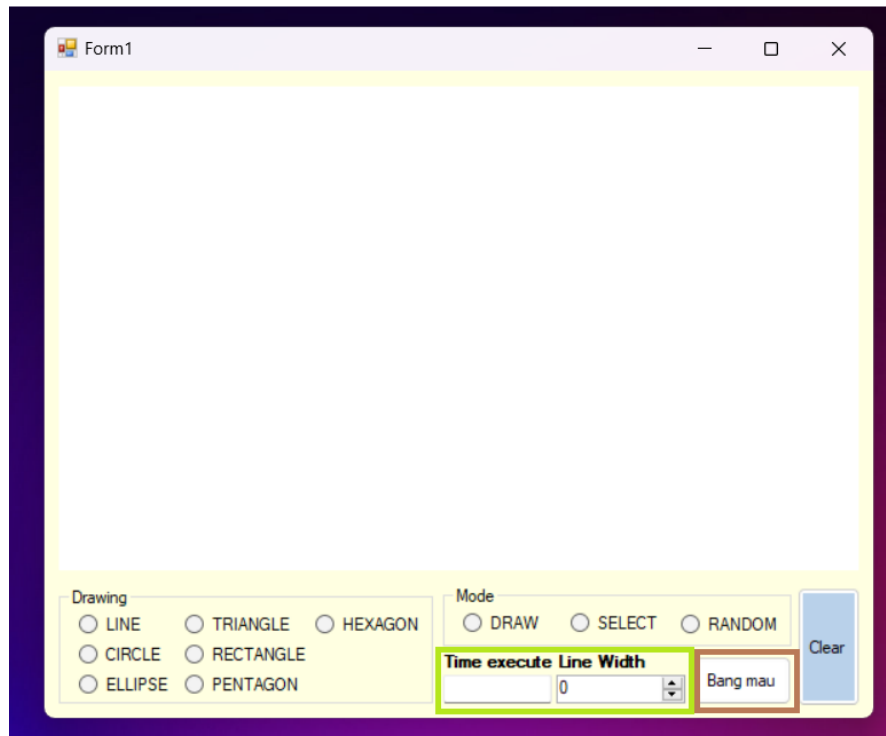 Form1
Drawing
LINE TRIANGLE HEXAGON
CIRCLE RECTANGLE
ELLIPSE PENTAGON
Mode
DRAW SELECT RANDOM
Time execute Line Width
0
Bang mau
Clear